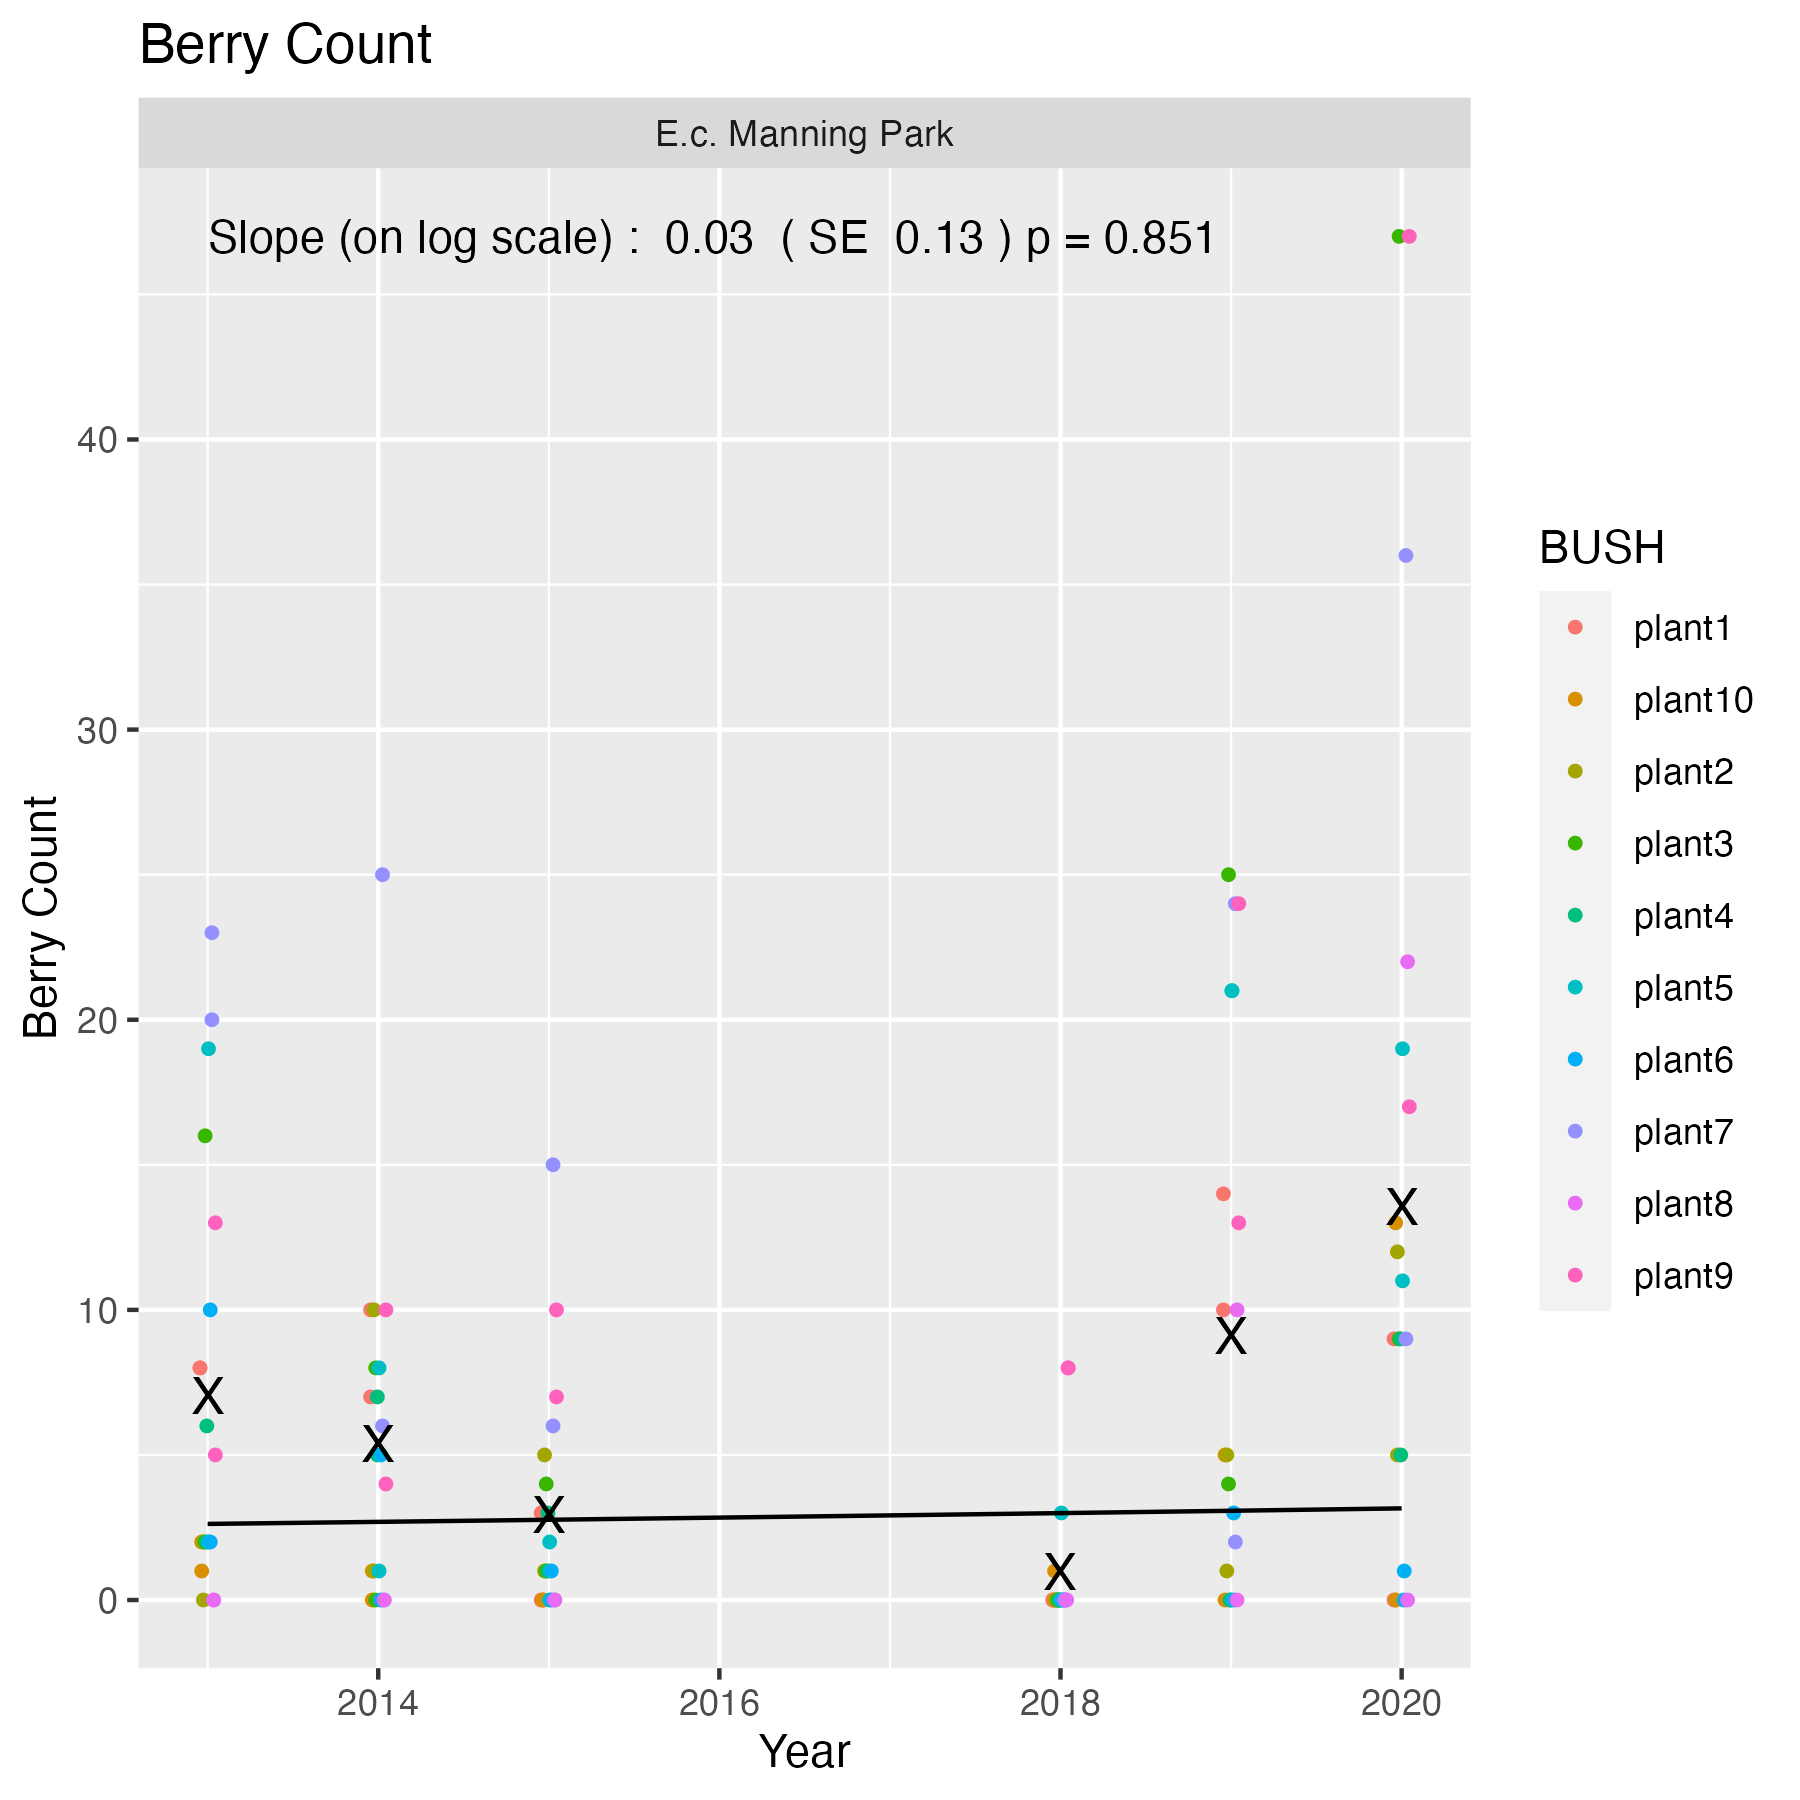 Berry Count
E.c. Manning Park
Slope (on log scale) :  0.03  ( SE  0.13 ) p = 0.851
40
30
20
10
0
Berry Count
X
X
X
X
X
X
2014
2016
2018
2020
Year
BUSH
plant1
plant10
plant2
plant3
plant4
plant5
plant6
plant7
plant8
plant9